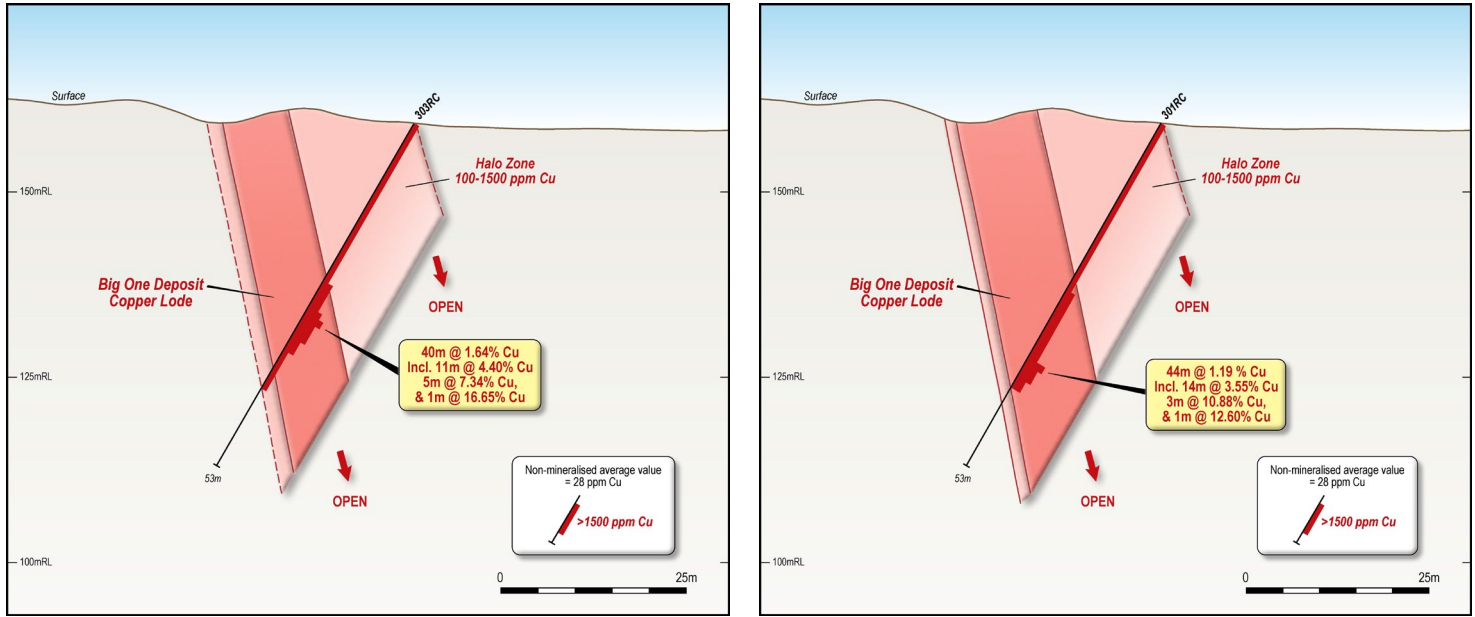 Surface
303RC
150mRL
Halo Zone
100-1500 ppm Cu
Big One Deposit
Copper Lode
OPEN
40m @ 1.64% Cu
Incl. 11m @ 4.40% Cu
5m @ 7.34% Cu,
& 1m @ 16.65% Cu
125mRL
53m
OPEN
Non-mineralised average value
= 28 ppm Cu
>1500 ppm Cu
100mRL
0 25m
Surface
301RC
150mRL
Halo Zone
100-1500 ppm Cu
Big One Deposit
Copper Lode
OPEN
44m @ 1.19 % Cu
Incl. 14m @ 3.55% Cu
3m @ 10.88% Cu,
& 1m @ 12.60% Cu
125mRL
53m
OPEN
Non-mineralised average value
= 28 ppm Cu
>1500 ppm Cu
100mRL
0 25m